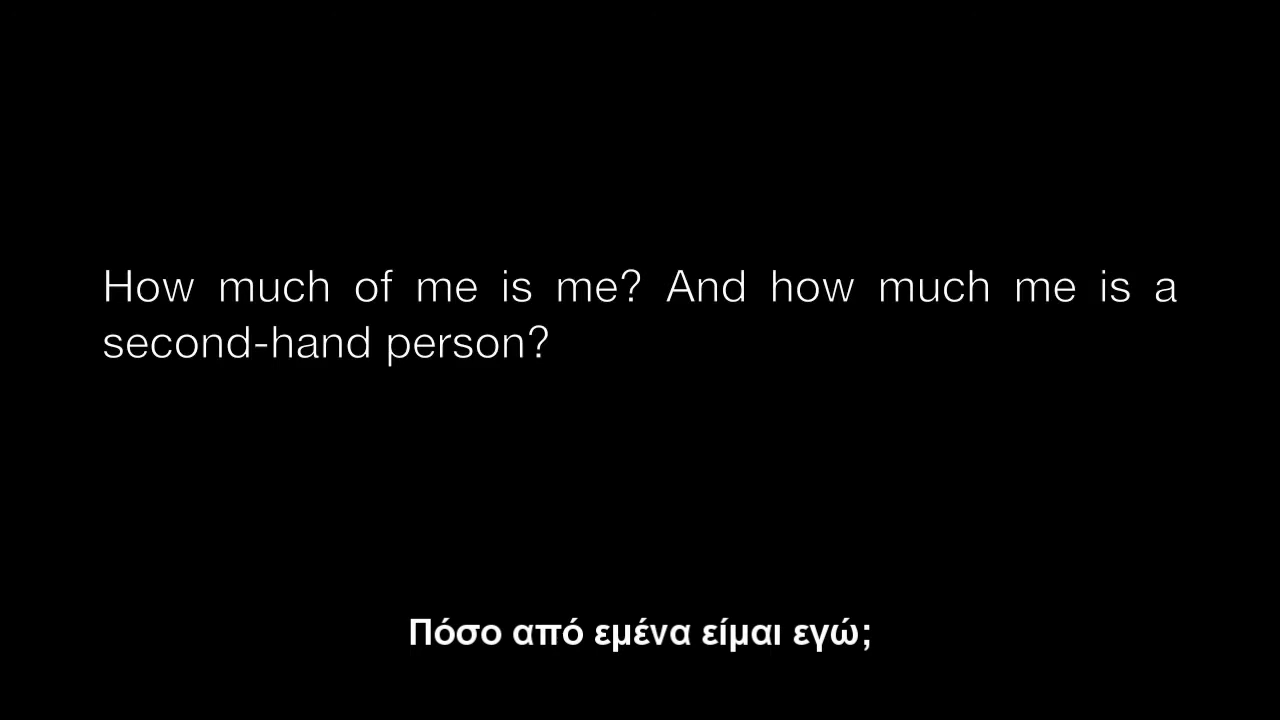 How much of me is me? And how much me is a
second-hand person?
Πόσο από εμένα είμαι εγώ;